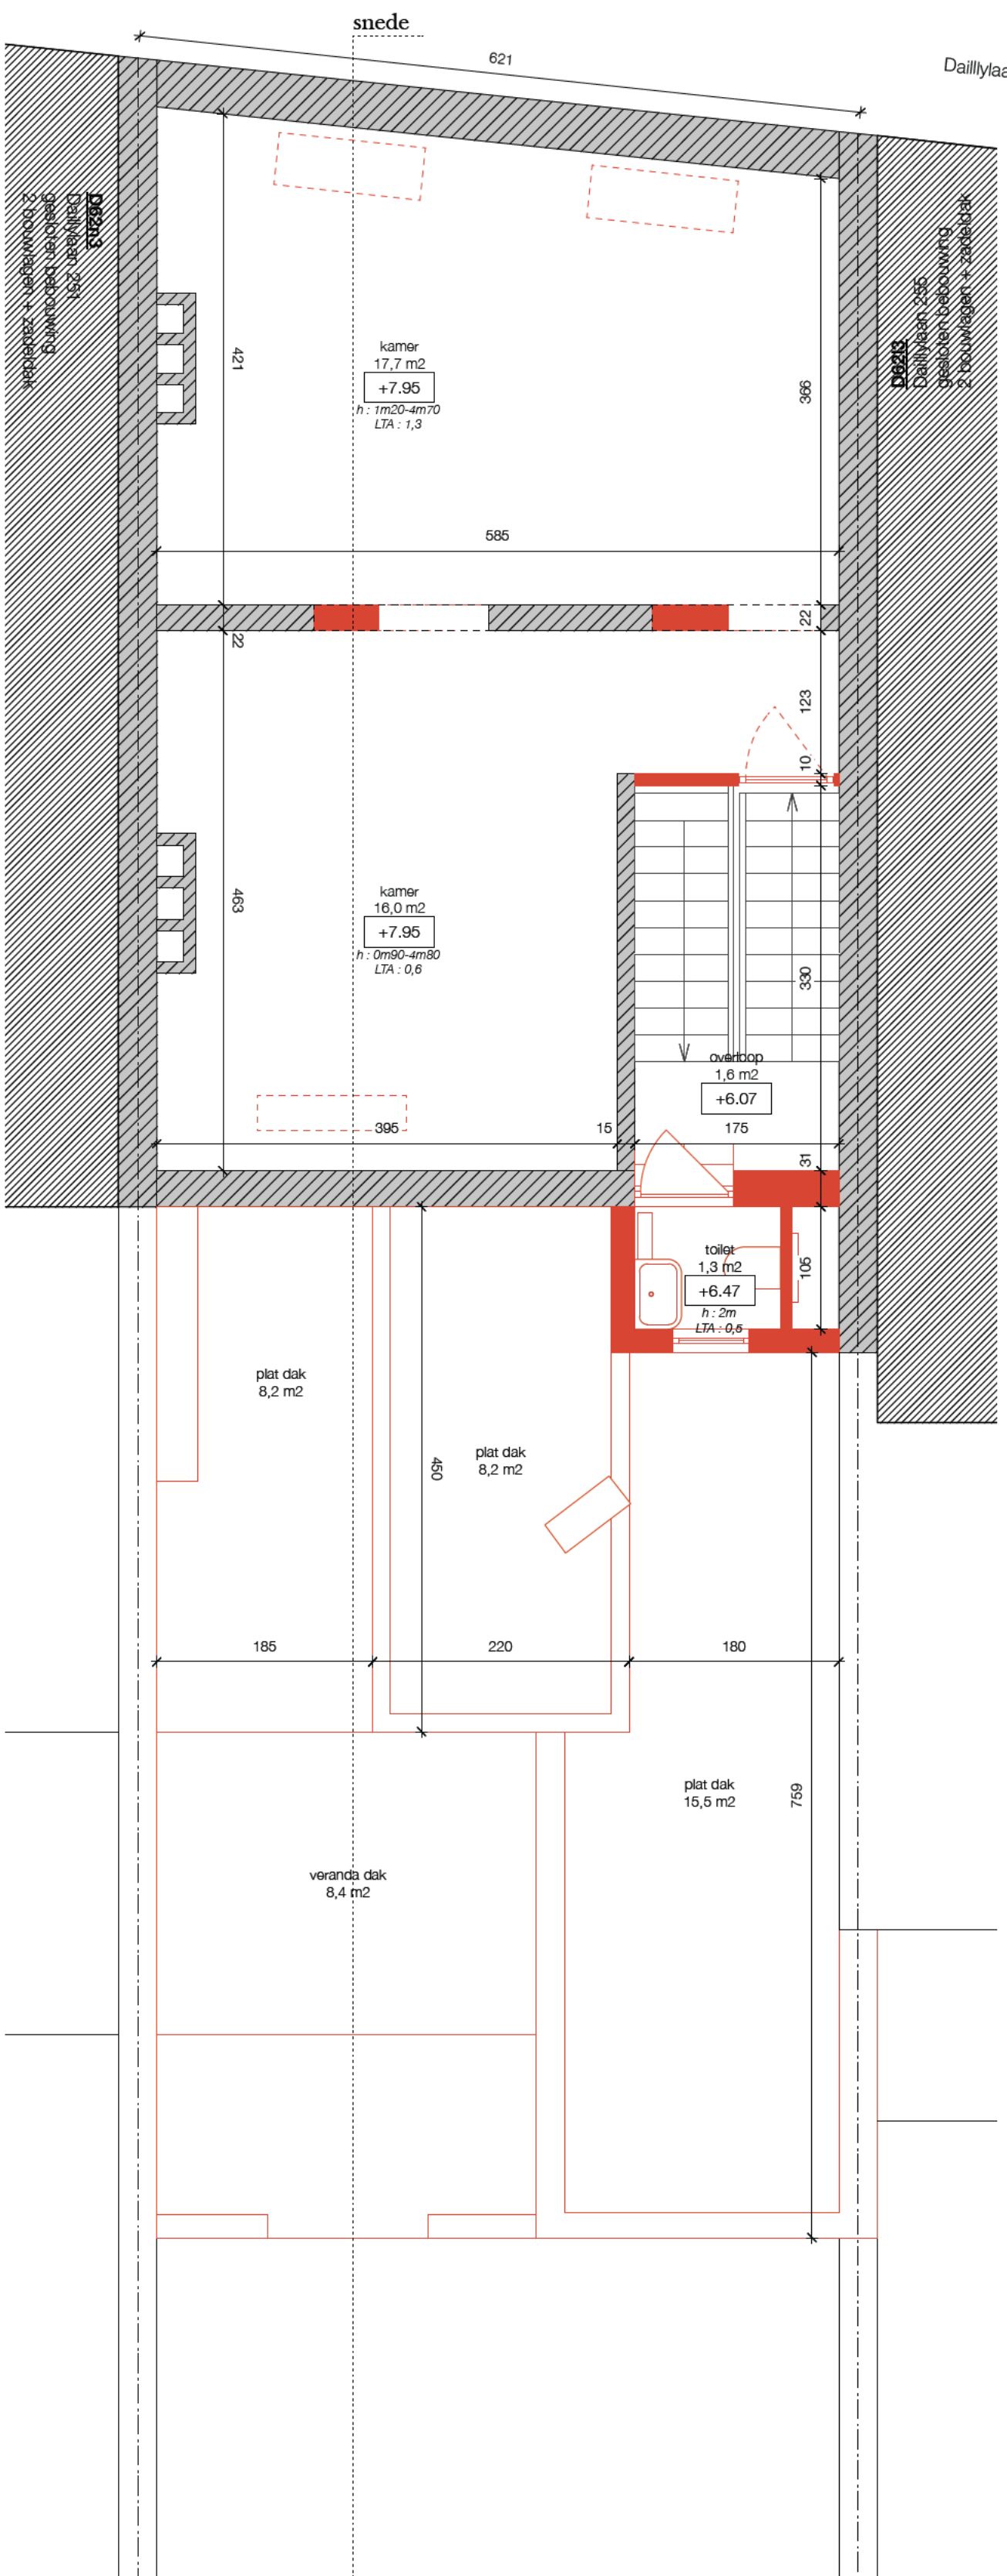 snede
621
Dailllylaa
D62n3
Daillylaan 251
gesloten bebouwing
2 bouwlagen + zadeldak
D62l3
Daillylaan 255
gesloten bebouwing
2 bouwlagen + zadeldak
421
kamer
17,7 m2
+7.95
h : 1m20-4m70
LTA : 1,3
366
585
22
22
123
10
463
kamer
16,0 m2
+7.95
h : 0m90-4m80
LTA : 0,6
330
overloop
1,6 m2
+6.07
395
15
175
31
toilet
1,3 m2
+6.47
h : 2m
LTA : 0,5
105
plat dak
8,2 m2
plat dak
8,2 m2
450
185
220
180
plat dak
15,5 m2
759
veranda dak
8,4 m2